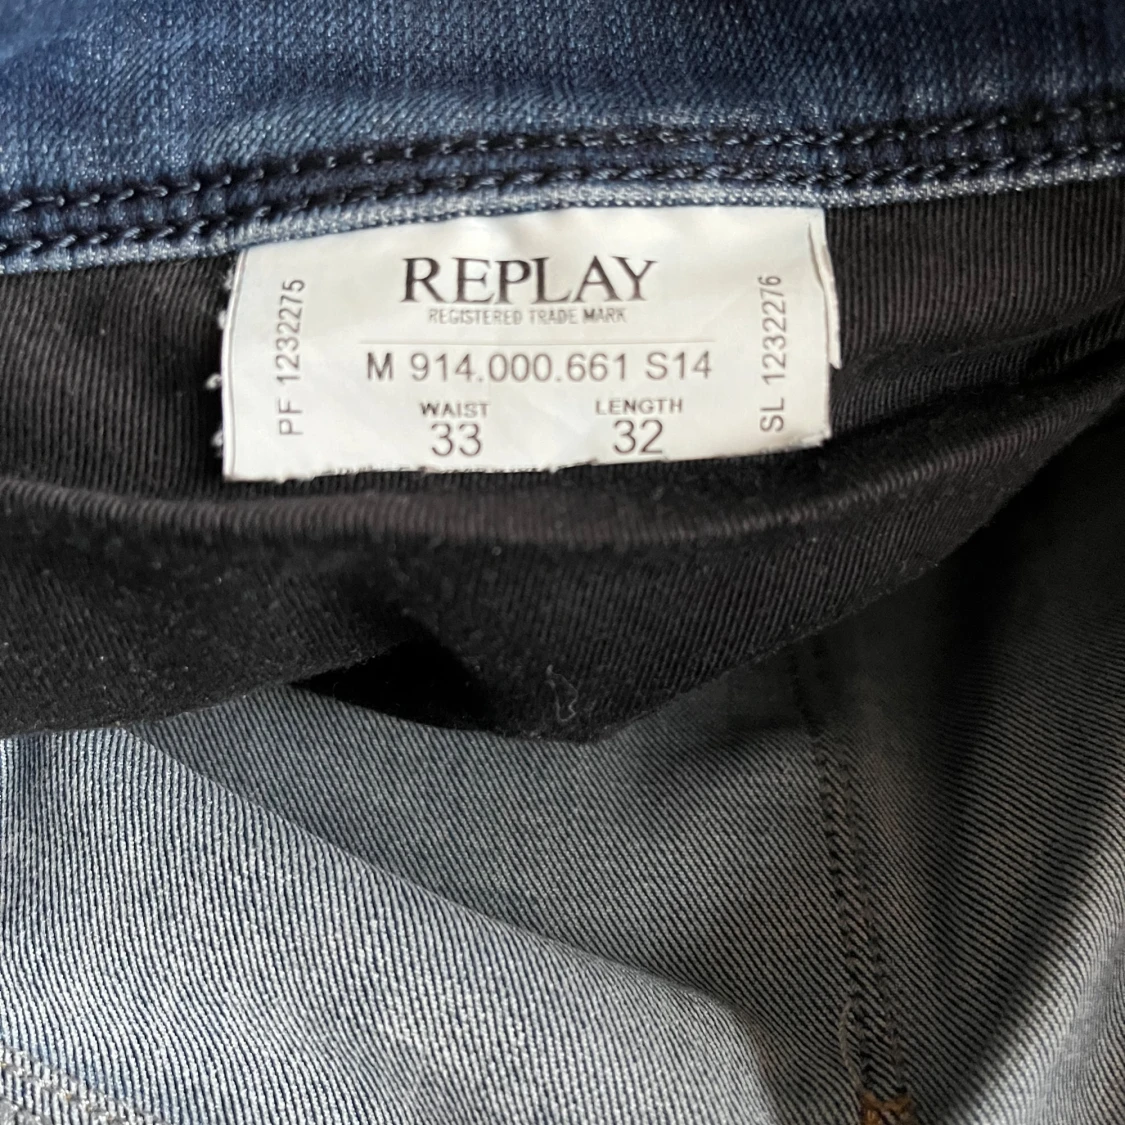 REPLAY
REGISTERED TRADE MARK
M 914.000.661 S14
WAIST LENGTH
33 32
PF 1232275
SL 1232276